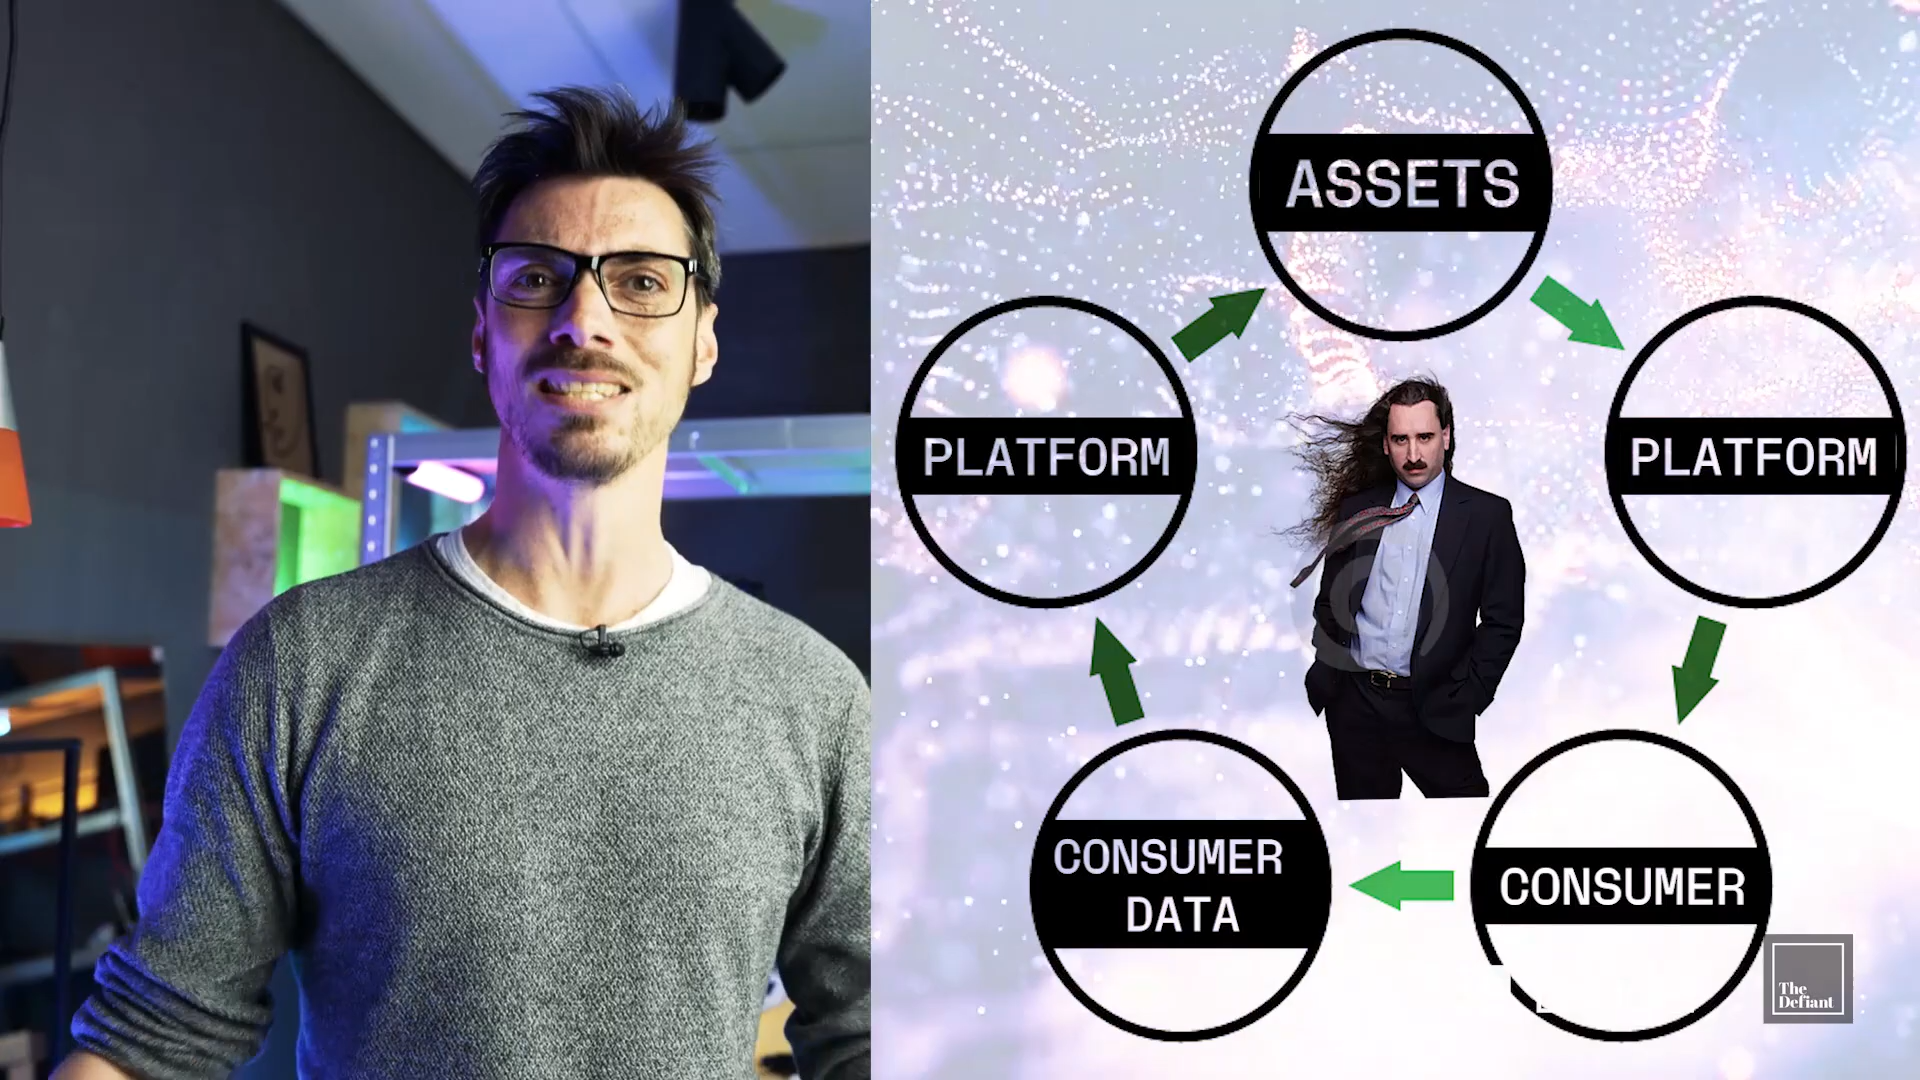 ASSETS
PLATFORM
PLATFORM
CONSUMER
DATA
CONSUMER
The
Defiant